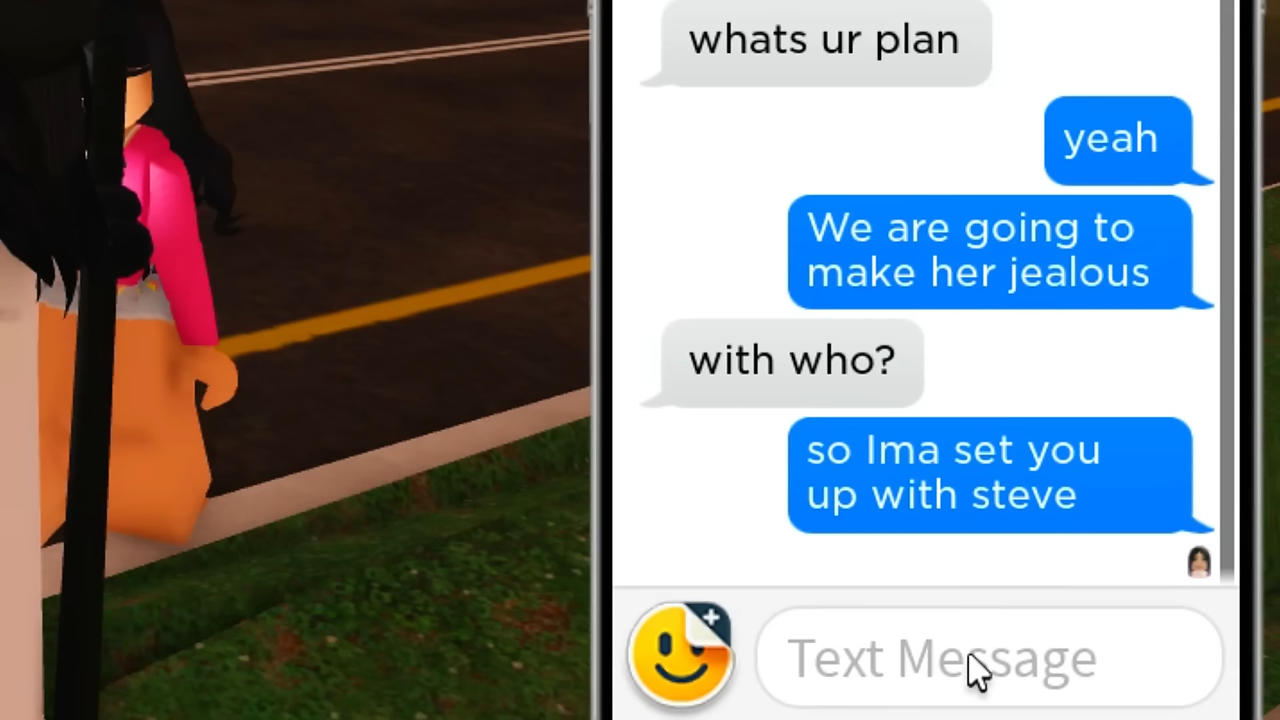 whats ur plan
yeah
We are going to
make her jealous
with who?
so Ima set you
up with steve
Text Message